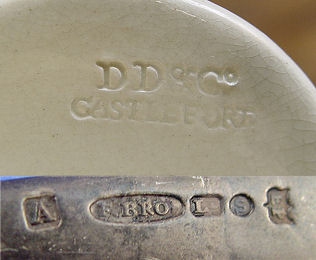 DD & Co
CASTLEFORD
A F. BRO L S